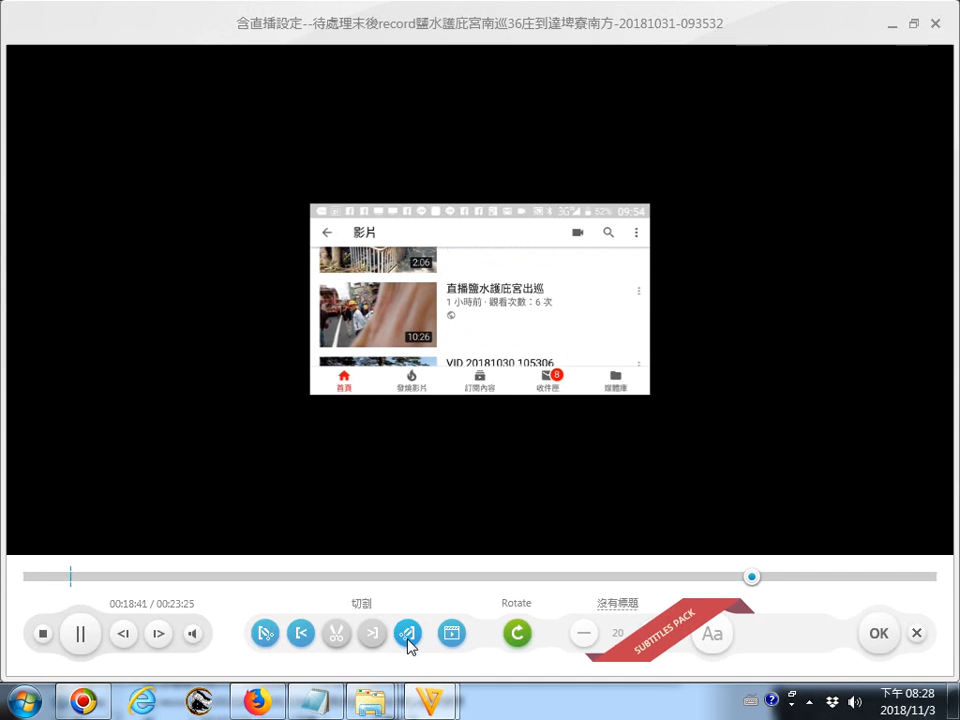 含直播設定--待處理未後record鹽水護庇宮南巡36庄到達埤寮南方-20181031-093532
3G 52% 09:54
影片
2:06
直播鹽水護庇宮出巡
1 小時前 · 觀看次數：6 次
10:26
VID 20181030 105306
8
首頁 發燒影片 訂閱內容 收件匣 媒體庫
00:18:41 / 00:23:25
切割
Rotate
沒有標題
20
SUBTITLES PACK
Aa
OK
下午 08:28
2018/11/3